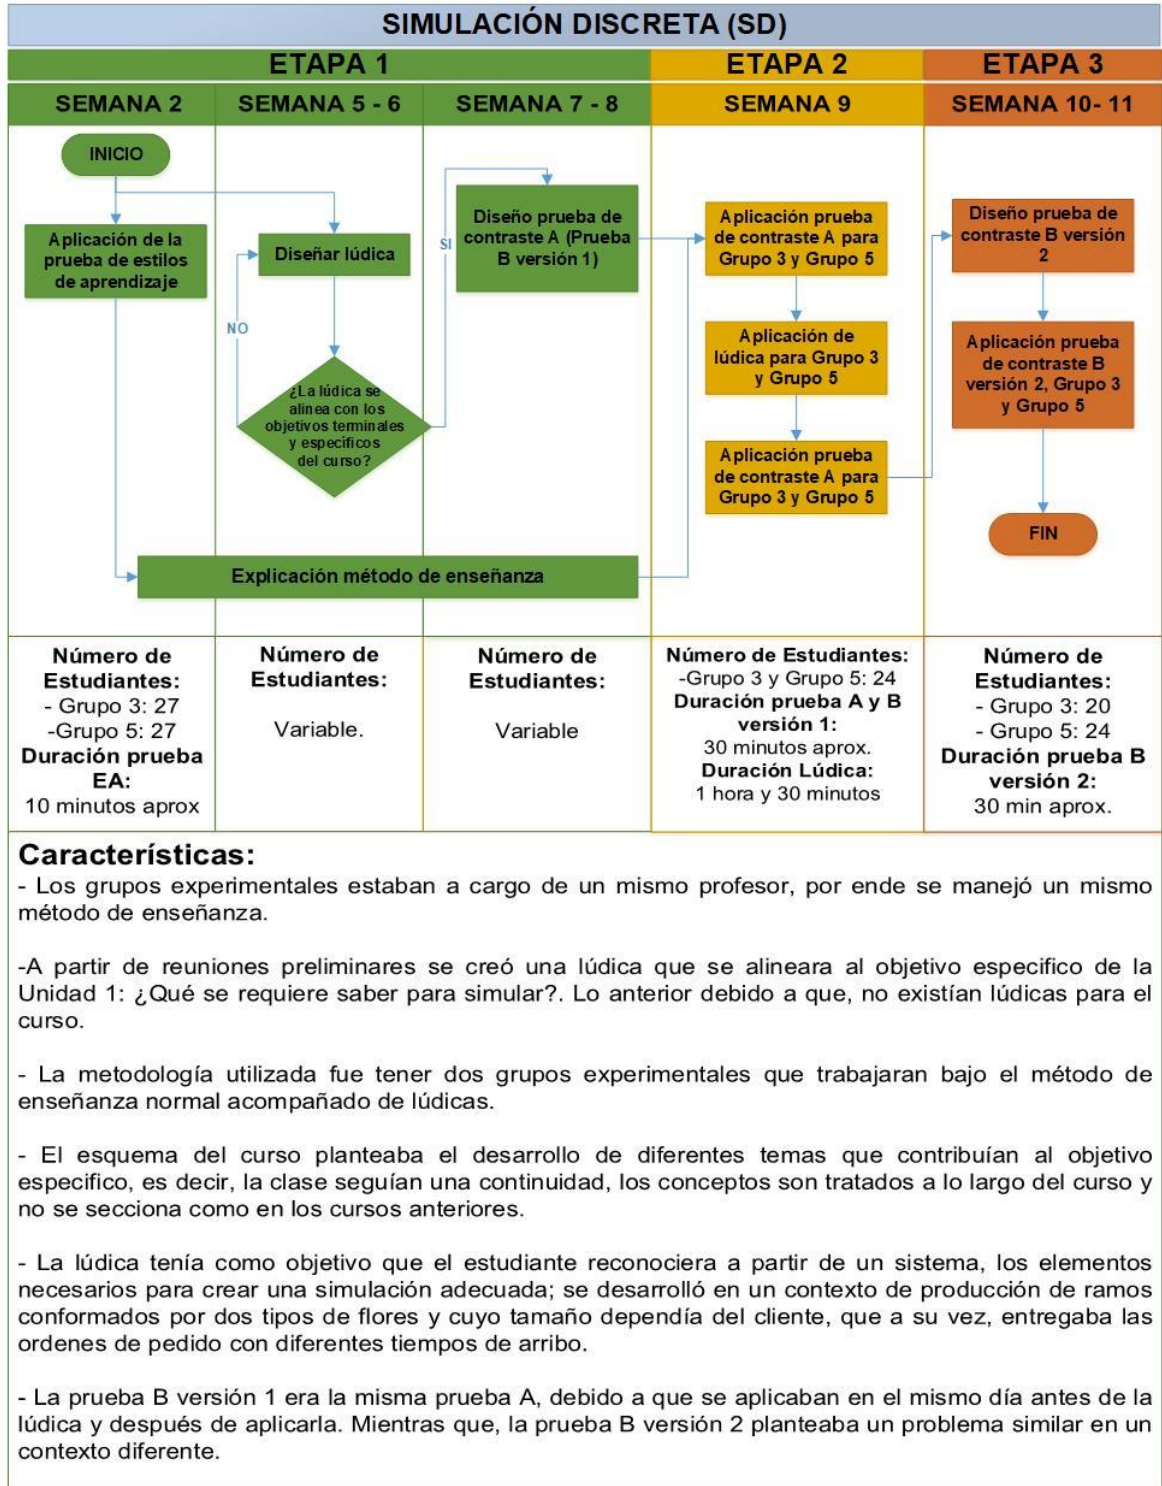 SIMULACIÓN DISCRETA (SD)
ETAPA 1
ETAPA 2
ETAPA 3
SEMANA 2
SEMANA 5 - 6
SEMANA 7 - 8
SEMANA 9
SEMANA 10- 11
INICIO
Aplicación de la
prueba de estilos
de aprendizaje
Diseñar lúdica
NO
¿La lúdica se
alinea con los
objetivos terminales
y específicos
del curso?
SI
Diseño prueba de
contraste A (Prueba
B versión 1)
Explicación método de enseñanza
Aplicación prueba
de contraste A para
Grupo 3 y Grupo 5
Aplicación de
lúdica para Grupo 3
y Grupo 5
Aplicación prueba
de contraste A para
Grupo 3 y Grupo 5
Diseño prueba de
contraste B versión
2
Aplicación prueba
de contraste B
versión 2, Grupo 3
y Grupo 5
FIN
Número de
Estudiantes:
- Grupo 3: 27
-Grupo 5: 27
Duración prueba
EA:
10 minutos aprox
Número de
Estudiantes:
Variable.
Número de
Estudiantes:
Variable
Número de Estudiantes:
-Grupo 3 y Grupo 5: 24
Duración prueba A y B
versión 1:
30 minutos aprox.
Duración Lúdica:
1 hora y 30 minutos
Número de
Estudiantes:
- Grupo 3: 20
- Grupo 5: 24
Duración prueba B
versión 2:
30 min aprox.
Características:
- Los grupos experimentales estaban a cargo de un mismo profesor, por ende se manejó un mismo
método de enseñanza.
-A partir de reuniones preliminares se creó una lúdica que se alineara al objetivo especifico de la
Unidad 1: ¿Qué se requiere saber para simular?. Lo anterior debido a que, no existían lúdicas para el
curso.
- La metodología utilizada fue tener dos grupos experimentales que trabajaran bajo el método de
enseñanza normal acompañado de lúdicas.
- El esquema del curso planteaba el desarrollo de diferentes temas que contribuían al objetivo
especifico, es decir, la clase seguían una continuidad, los conceptos son tratados a lo largo del curso y
no se secciona como en los cursos anteriores.
- La lúdica tenía como objetivo que el estudiante reconociera a partir de un sistema, los elementos
necesarios para crear una simulación adecuada; se desarrolló en un contexto de producción de ramos
conformados por dos tipos de flores y cuyo tamaño dependía del cliente, que a su vez, entregaba las
ordenes de pedido con diferentes tiempos de arribo.
- La prueba B versión 1 era la misma prueba A, debido a que se aplicaban en el mismo día antes de la
lúdica y después de aplicarla. Mientras que, la prueba B versión 2 planteaba un problema similar en un
contexto diferente.